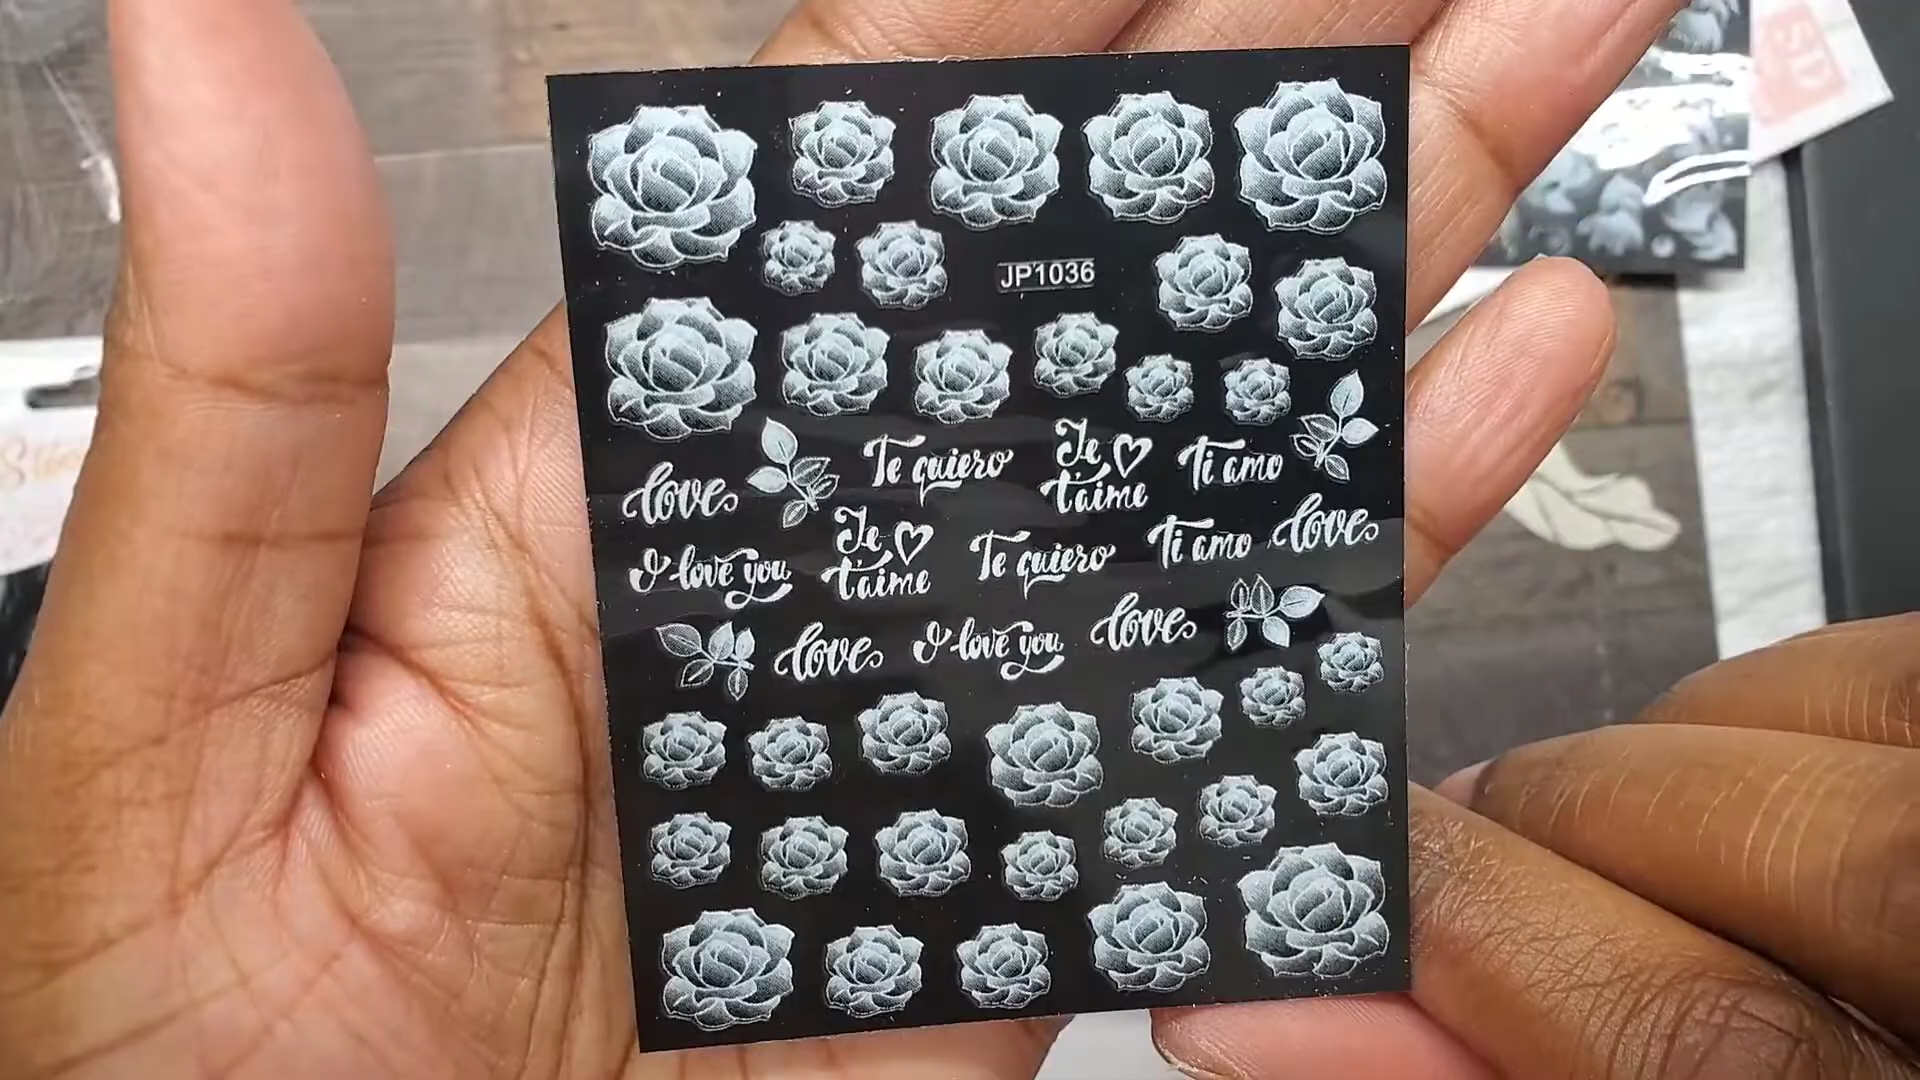 JP1036
love
Te quiero
Je
t'aime
Ti amo
I love you
Je
t'aime
Te quiero
Ti amo
love
love
I love you
love